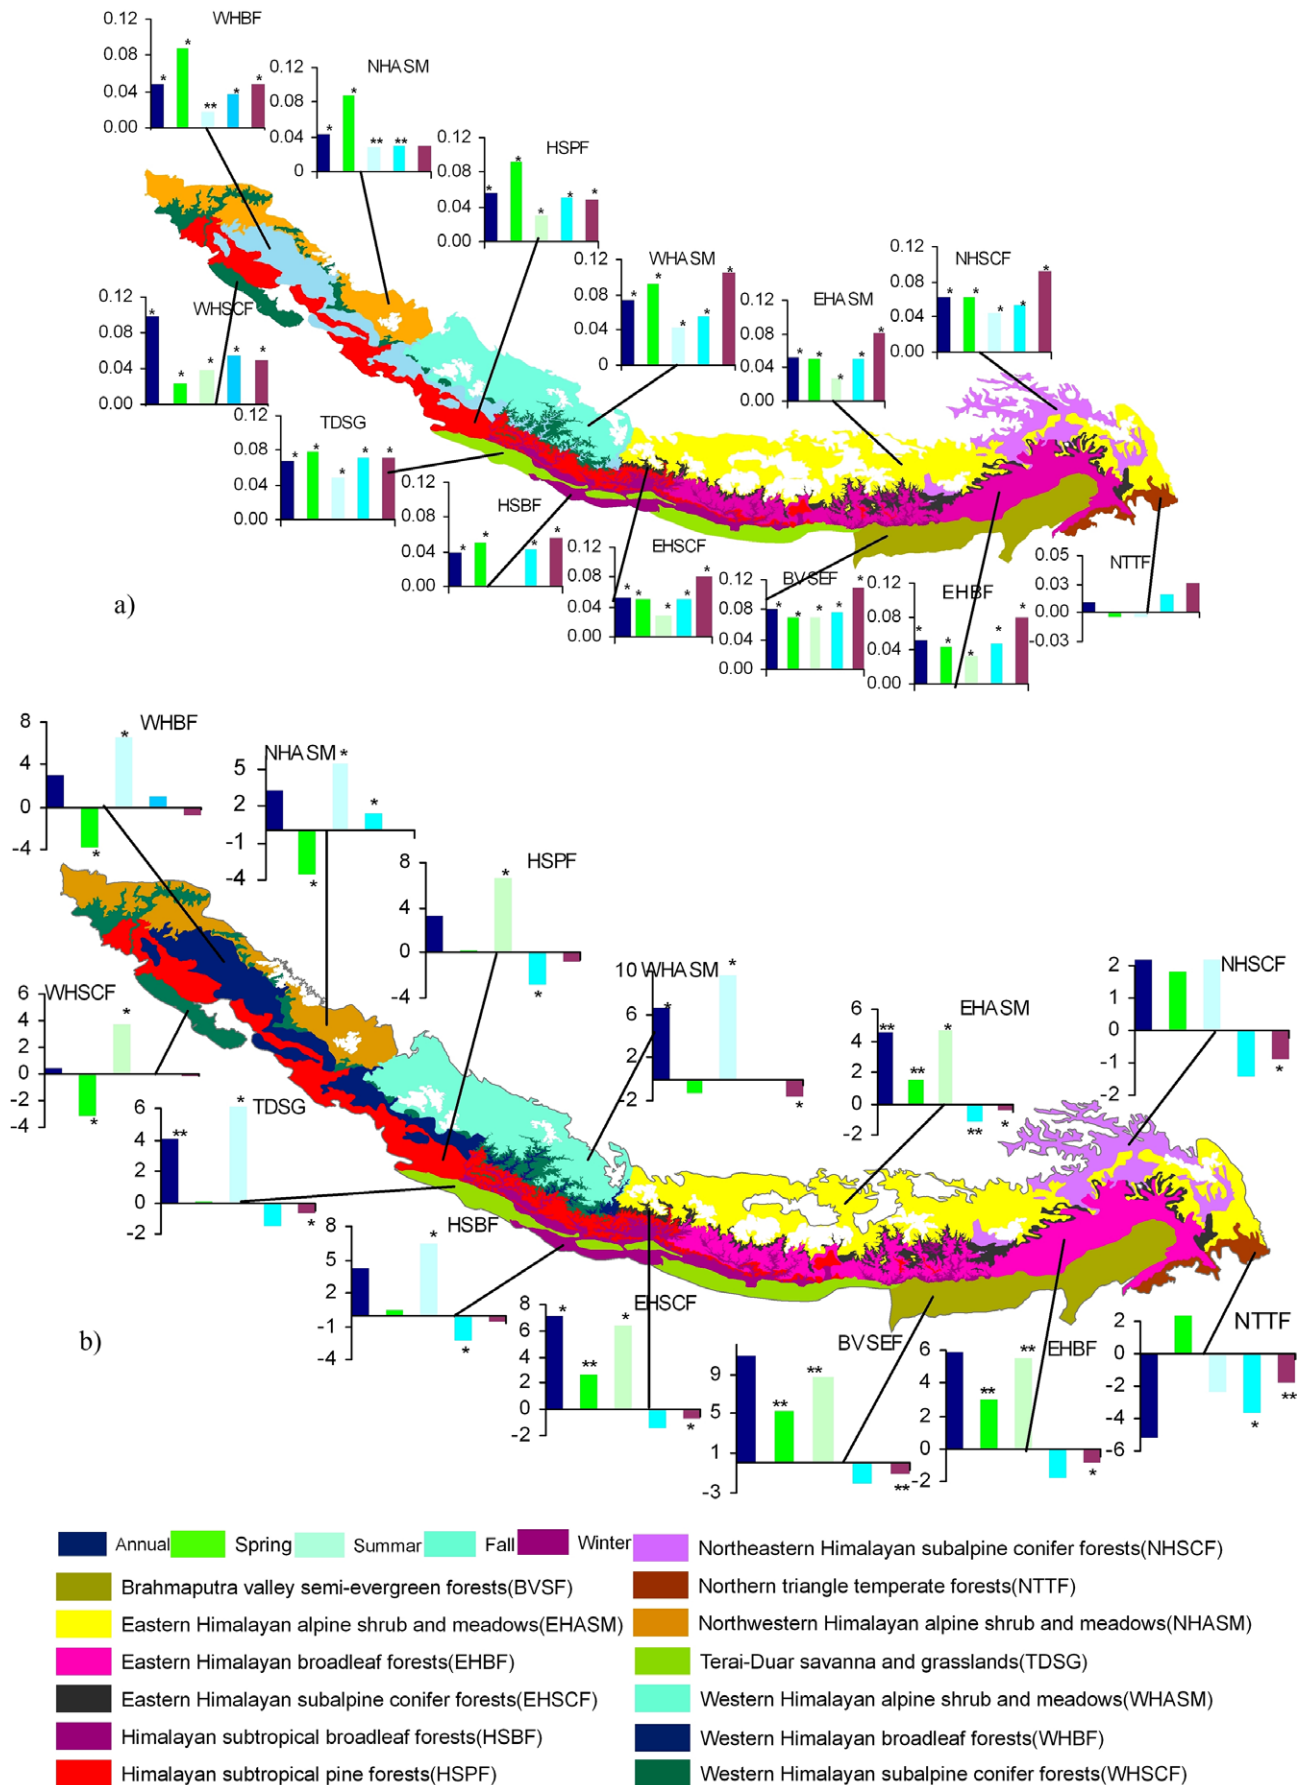 WHBF
0.12
0.08
0.04
0.00
* * ** * *
NHASM
0.12
0.08
0.04
0
* * ** **
HSPF
0.12
0.08
0.04
0.00
* * * * *
WHASM
0.12
0.08
0.04
0
* * * * *
EHASM
0.12
0.08
0.04
0.00
* * * * *
NHSCF
0.12
0.08
0.04
0.00
* * * * *
WHSCF
0.12
0.08
0.04
0.00
* * * * *
TDSG
0.12
0.08
0.04
0.00
* * * * *
HSBF
0.12
0.08
0.04
0.00
* * * *
EHSCF
0.12
0.08
0.04
0.00
* * * * *
BVSEF
0.12
0.08
0.04
0.00
* * * * *
EHBF
0.12
0.08
0.04
0.00
* * * * *
NTTF
0.05
0.03
0.00
-0.03
a)
WHBF
8
4
0
-4
* *
NHASM
5
2
-1
-4
* * *
HSPF
8
4
0
-4
* *
WHASM
10
6
2
-2
* * *
EHASM
6
4
2
0
-2
** ** * ** *
NHSCF
2
1
0
-1
-2
*
WHSCF
6
4
2
0
-2
-4
* *
TDSG
6
4
2
0
-2
** * *
HSBF
8
5
2
-1
-4
* *
EHSCF
8
6
4
2
0
-2
* ** * *
BVSEF
9
5
1
-3
** ** **
EHBF
6
4
2
0
-2
** ** *
NTTF
2
0
-2
-4
-6
* **
b)
Annual Spring Summar Fall Winter
Northeastern Himalayan subalpine conifer forests(NHSCF)
Brahmaputra valley semi-evergreen forests(BVSF)
Northern triangle temperate forests(NTTF)
Eastern Himalayan alpine shrub and meadows(EHASM)
Northwestern Himalayan alpine shrub and meadows(NHASM)
Eastern Himalayan broadleaf forests(EHBF)
Terai-Duar savanna and grasslands(TDSG)
Eastern Himalayan subalpine conifer forests(EHSCF)
Western Himalayan alpine shrub and meadows(WHASM)
Himalayan subtropical broadleaf forests(HSBF)
Western Himalayan broadleaf forests(WHBF)
Himalayan subtropical pine forests(HSPF)
Western Himalayan subalpine conifer forests(WHSCF)